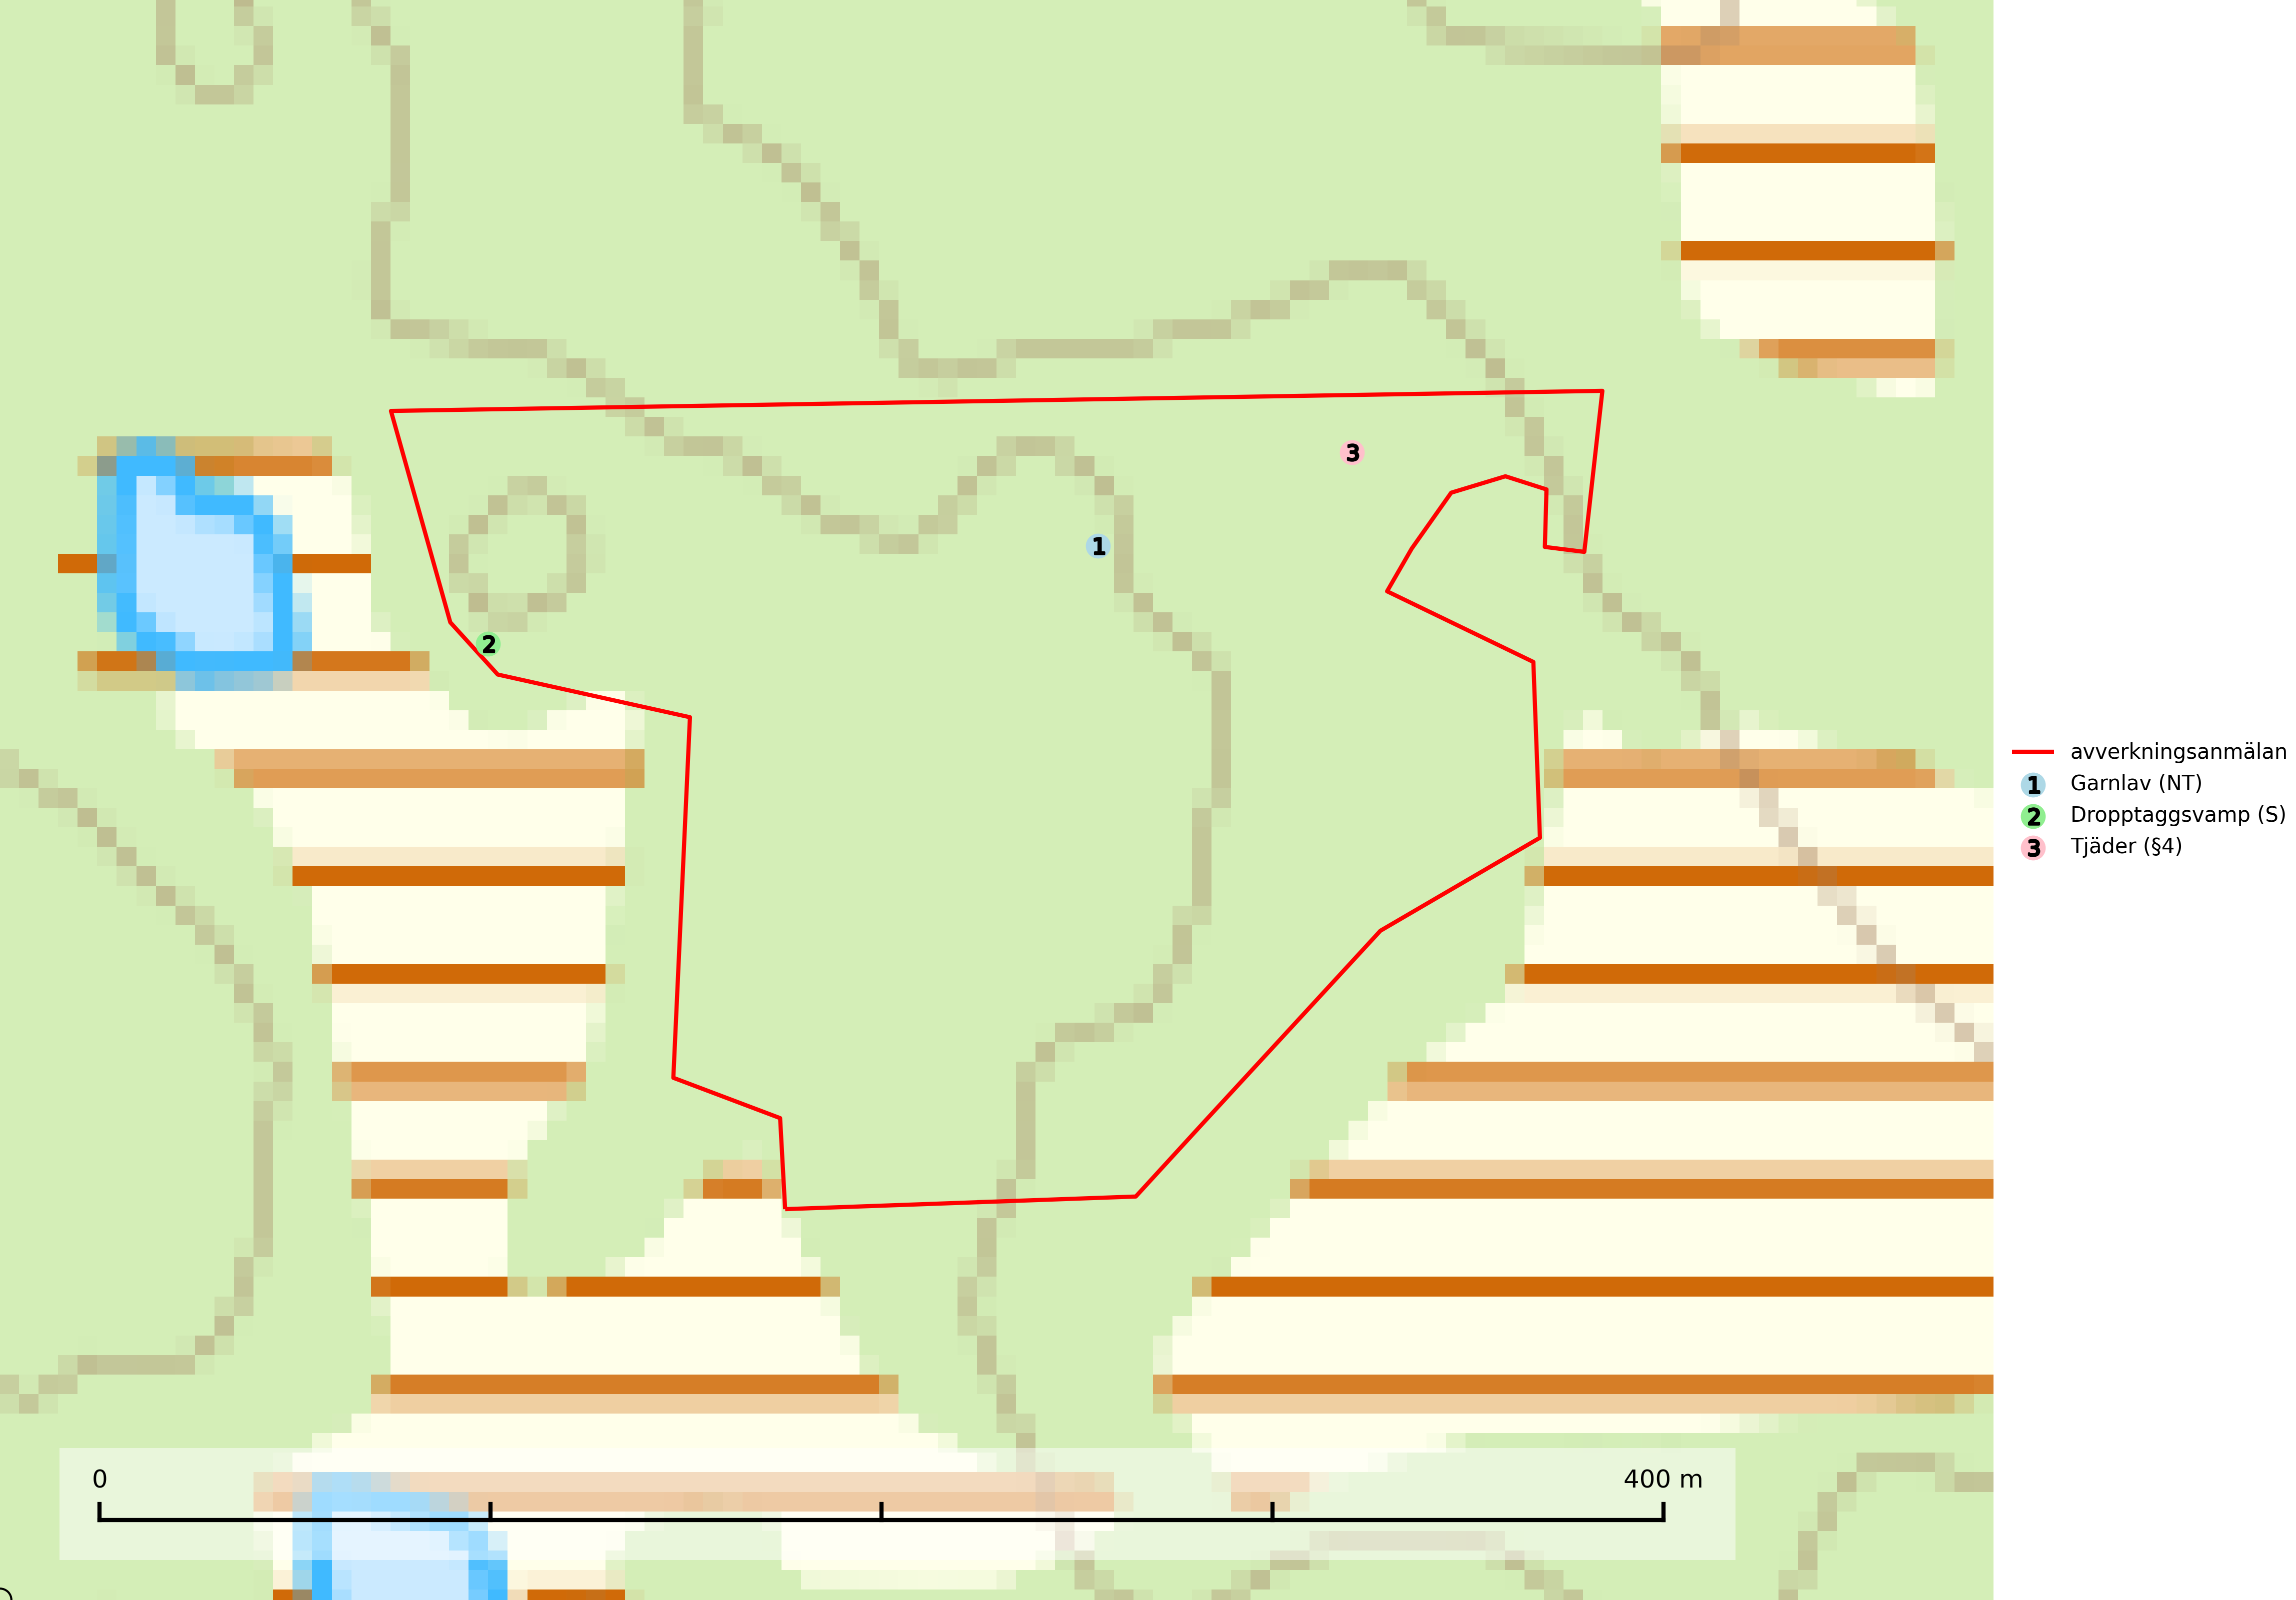 3
1
2
avverkningsanmälan
1 Garnlav (NT)
2 Dropptaggsvamp (S)
3 Tjäder (§4)
0 400 m